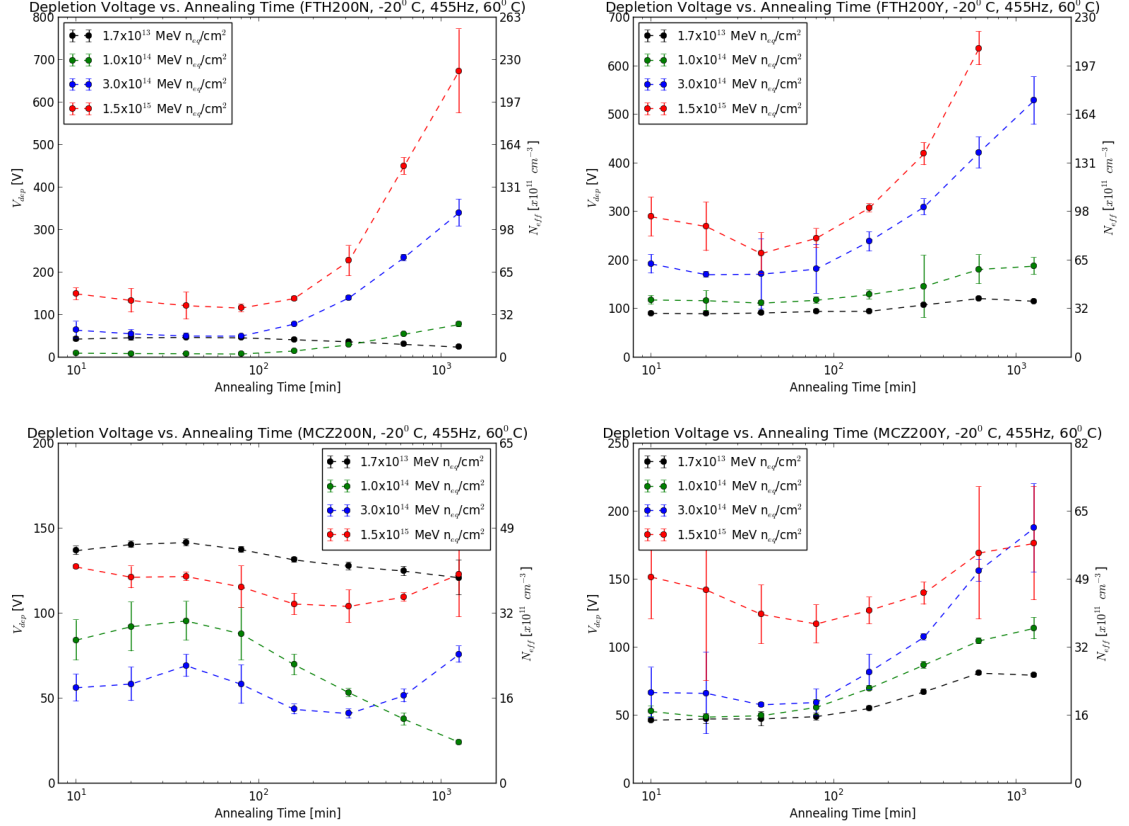 Depletion Voltage vs. Annealing Time (FTH200N, -20⁰ C, 455Hz, 60⁰ C)
800
700
600
500
400
300
200
100
0
263
230
197
164
131
98
65
32
0
V_dep [V]
N_eff [x10¹¹ cm⁻³]
1.7x10¹³ MeV n_eq/cm²
1.0x10¹⁴ MeV n_eq/cm²
3.0x10¹⁴ MeV n_eq/cm²
1.5x10¹⁵ MeV n_eq/cm²
10¹ 10² 10³
Annealing Time [min]
Depletion Voltage vs. Annealing Time (FTH200Y, -20⁰ C, 455Hz, 60⁰ C)
700
600
500
400
300
200
100
0
230
197
164
131
98
65
32
0
V_dep [V]
N_eff [x10¹¹ cm⁻³]
1.7x10¹³ MeV n_eq/cm²
1.0x10¹⁴ MeV n_eq/cm²
3.0x10¹⁴ MeV n_eq/cm²
1.5x10¹⁵ MeV n_eq/cm²
10¹ 10² 10³
Annealing Time [min]
Depletion Voltage vs. Annealing Time (MCZ200N, -20⁰ C, 455Hz, 60⁰ C)
200
150
100
50
0
65
49
32
16
0
V_dep [V]
N_eff [x10¹¹ cm⁻³]
1.7x10¹³ MeV n_eq/cm²
1.0x10¹⁴ MeV n_eq/cm²
3.0x10¹⁴ MeV n_eq/cm²
1.5x10¹⁵ MeV n_eq/cm²
10¹ 10² 10³
Annealing Time [min]
Depletion Voltage vs. Annealing Time (MCZ200Y, -20⁰ C, 455Hz, 60⁰ C)
250
200
150
100
50
0
82
65
49
32
16
0
V_dep [V]
N_eff [x10¹¹ cm⁻³]
1.7x10¹³ MeV n_eq/cm²
1.0x10¹⁴ MeV n_eq/cm²
3.0x10¹⁴ MeV n_eq/cm²
1.5x10¹⁵ MeV n_eq/cm²
10¹ 10² 10³
Annealing Time [min]